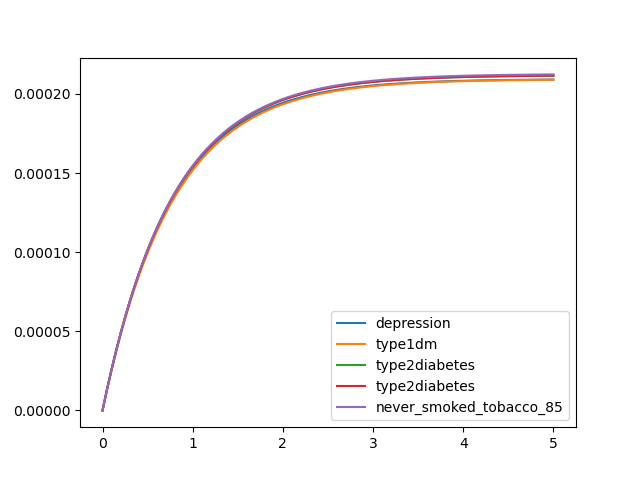 0.00020
0.00015
0.00010
0.00005
0.00000
0 1 2 3 4 5
depression
type1dm
type2diabetes
type2diabetes
never_smoked_tobacco_85